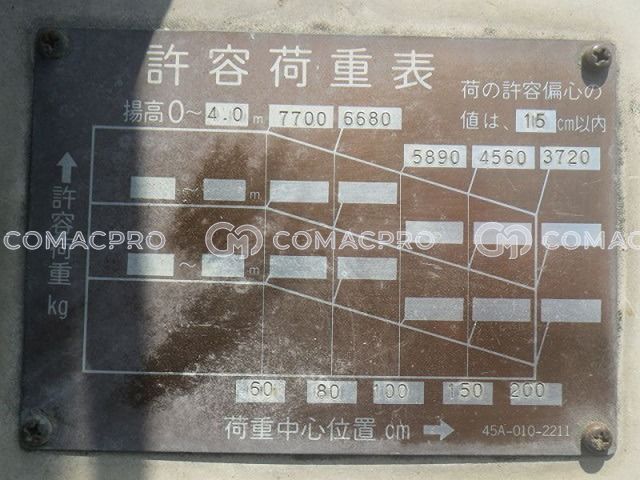 許容荷重表
荷の許容偏心の
値は、15cm以内
揚高0～4.0m 7700 6680
5890 4560 3720
～ m
～ m
↑許容荷重 kg
COMACPRO COMACPRO COMACPRO
60 80 100 150 200
荷重中心位置cm →
45A-010-2211